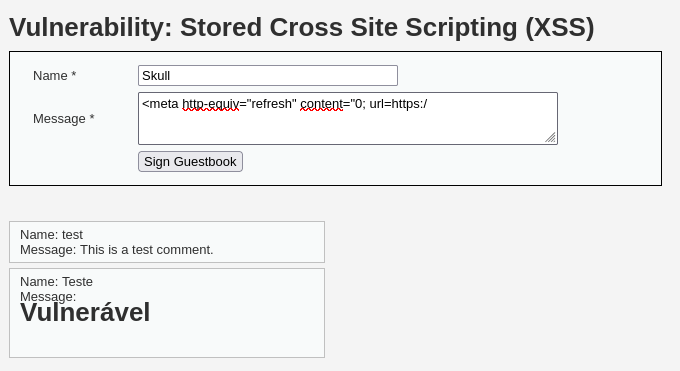 Vulnerability: Stored Cross Site Scripting (XSS)
Name *
Skull
Message *
<meta http-equiv="refresh" content="0; url=https:/
Sign Guestbook
Name: test
Message: This is a test comment.
Name: Teste
Message:
Vulnerável